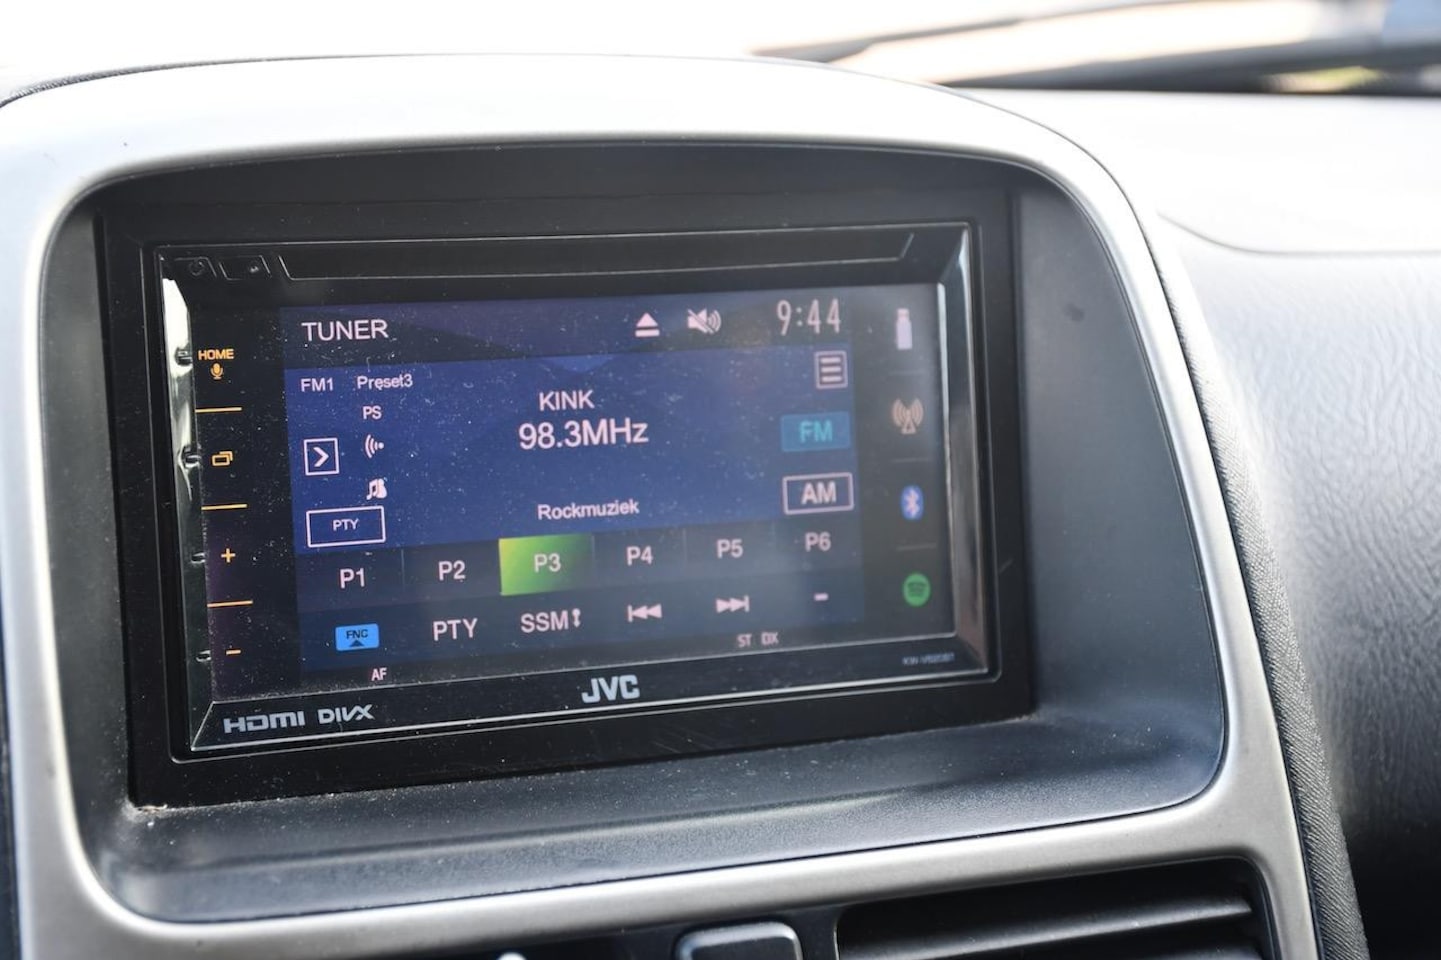 TUNER 9:44
HOME
FM1 Preset3
PS
KINK
98.3MHz
FM
AM
PTY
Rockmuziek
P1 P2 P3 P4 P5 P6
FNC PTY SSM
AF
ST DX
JVC
HDMI DIVX